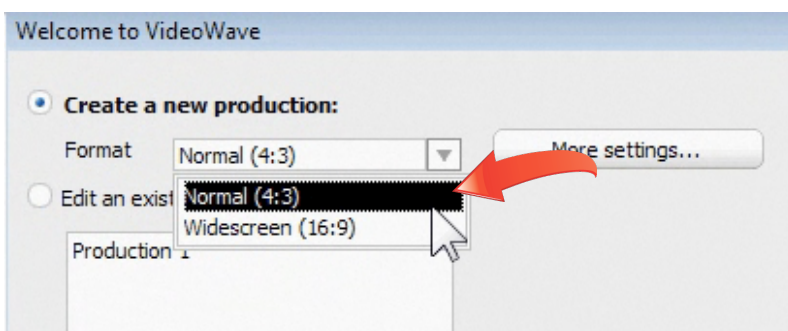 Welcome to VideoWave
Create a new production:
Format Normal (4:3) More settings...
Edit an exist Normal (4:3)
Widescreen (16:9)
Production 1